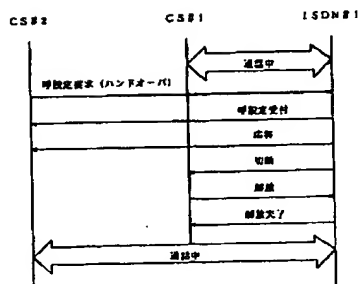 CS#2 CS#1 ISDN#1
通話中
呼設定要求(ハンドオーバ)
呼設定受付
応答
切断
解放
解放完了
通話中